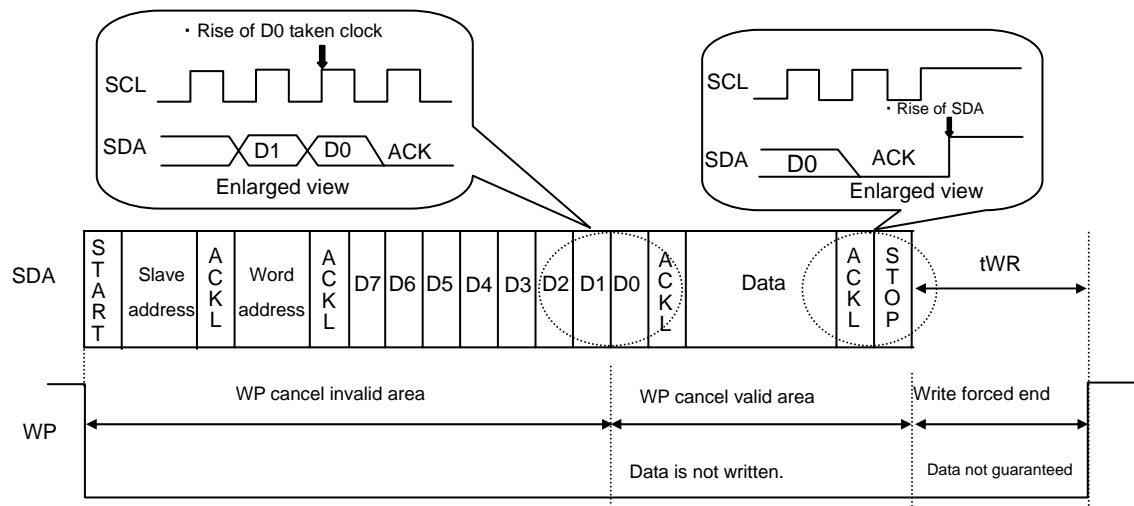 ・Rise of D0 taken clock
SCL
SDA
D1
D0
ACK
Enlarged view
SCL
・Rise of SDA
SDA
D0
ACK
Enlarged view
SDA
START
Slave address
ACKL
Word address
ACKL
D7
D6
D5
D4
D3
D2
D1
D0
ACKL
Data
ACKL
STOP
tWR
WP
WP cancel invalid area
WP cancel valid area
Write forced end
Data is not written.
Data not guaranteed